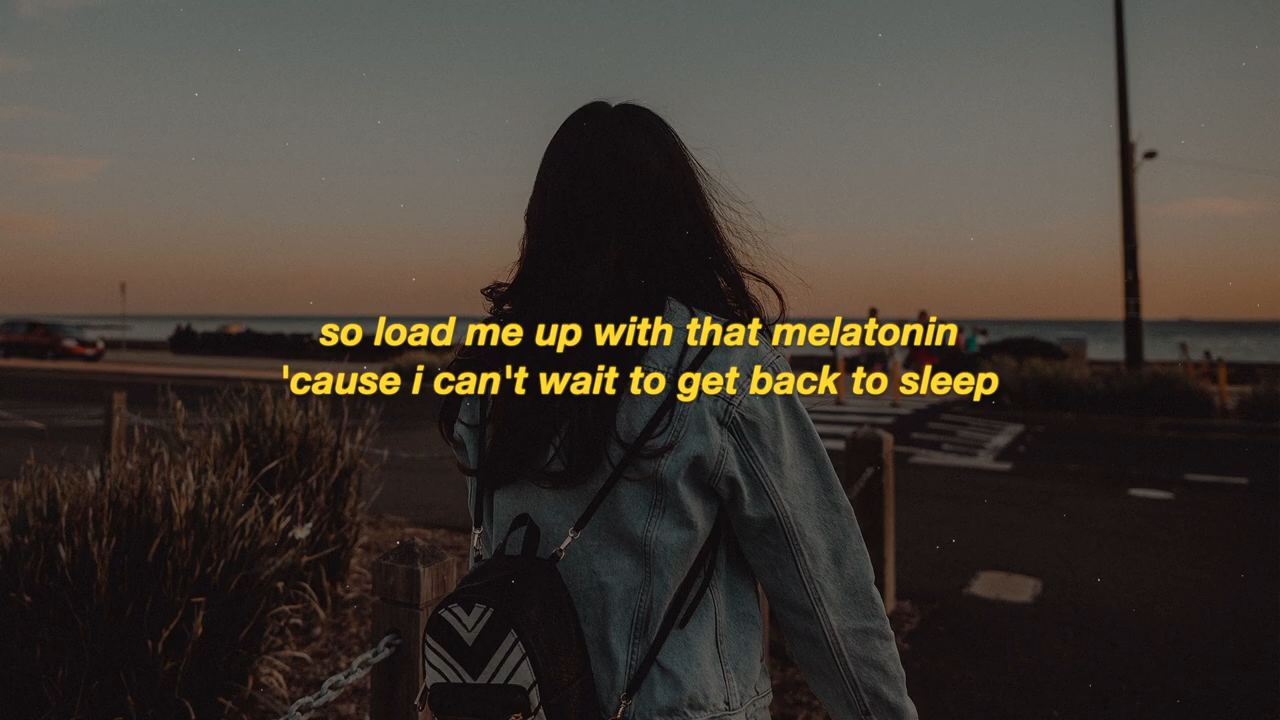 so load me up with that melatonin
'cause i can't wait to get back to sleep